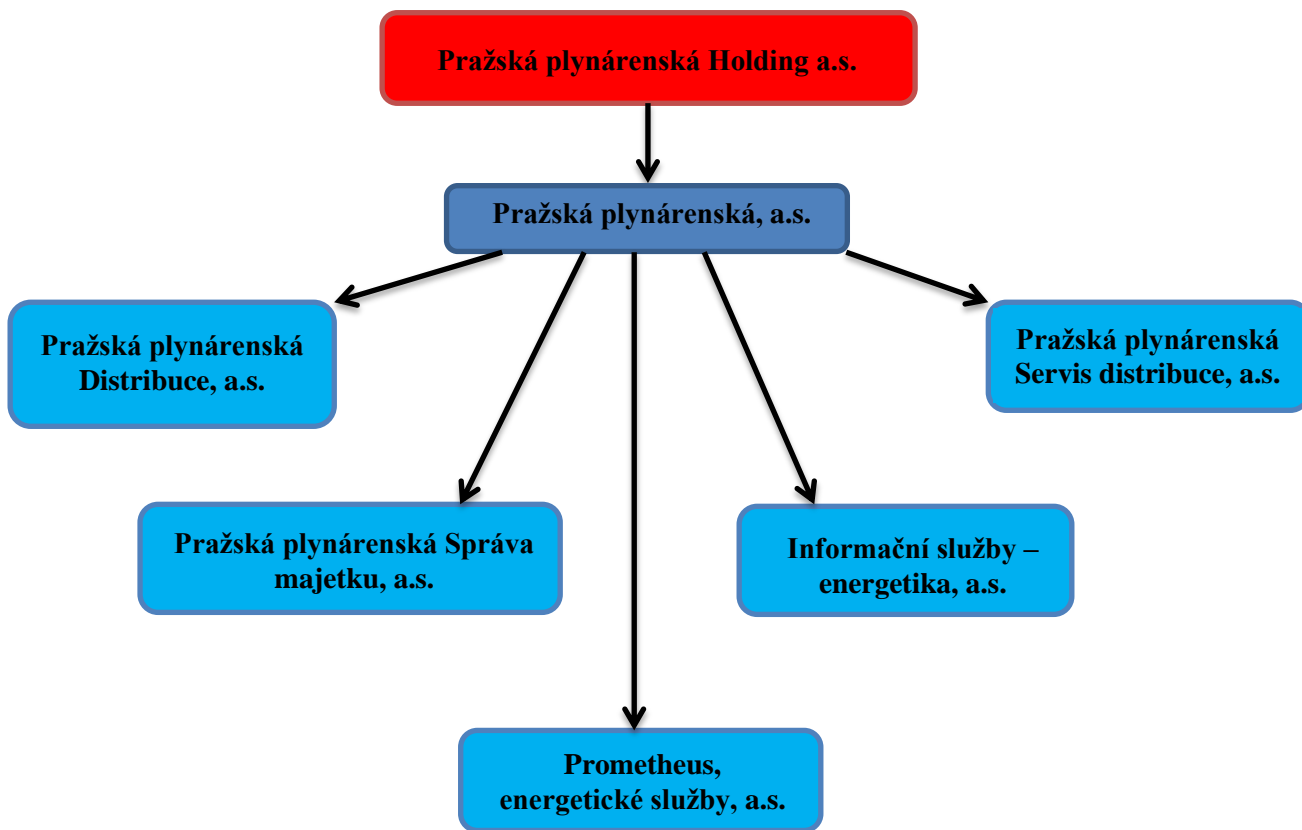 Pražská plynárenská Holding a.s.
Pražská plynárenská, a.s.
Pražská plynárenská
Distribuce, a.s.
Pražská plynárenská
Servis distribuce, a.s.
Pražská plynárenská Správa
majetku, a.s.
Informační služby –
energetika, a.s.
Prometheus,
energetické služby, a.s.